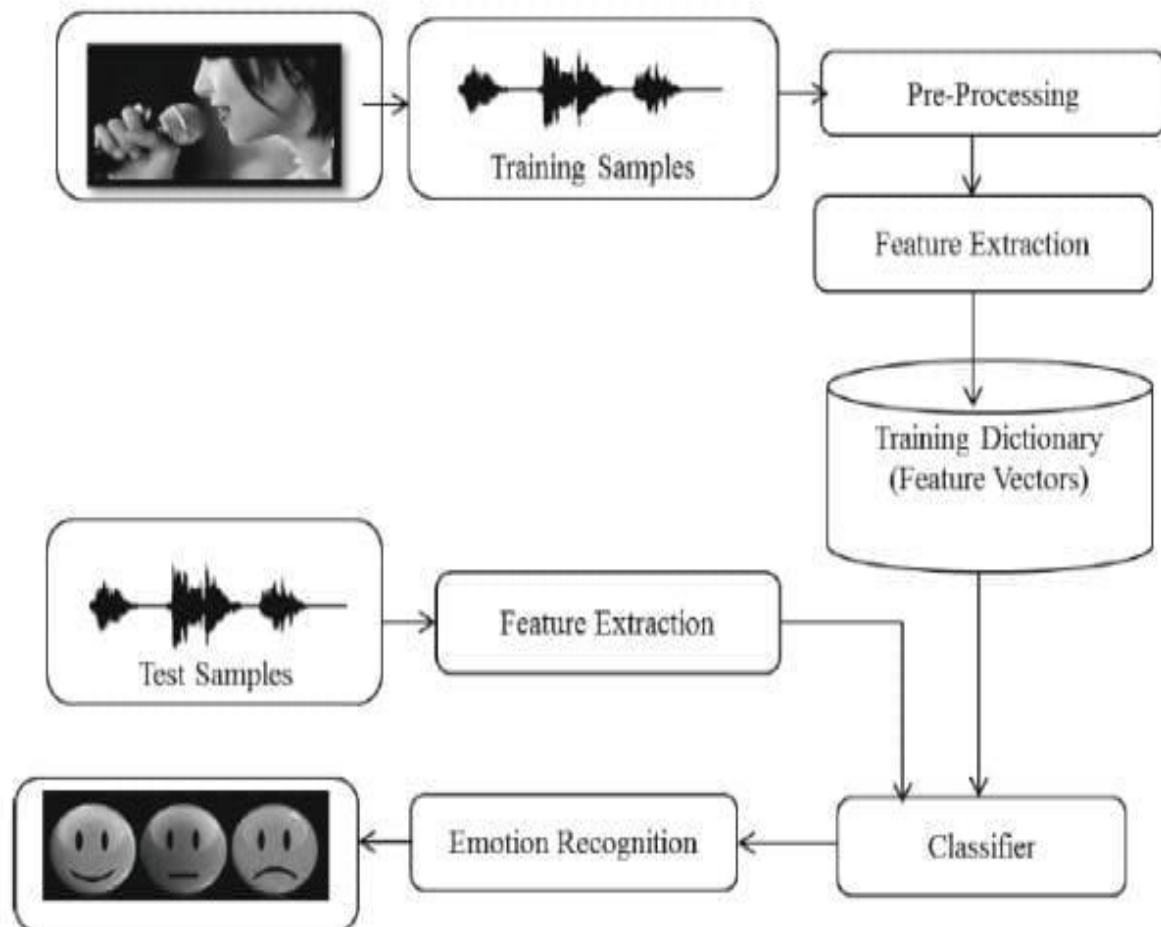 Training Samples
Pre-Processing
Feature Extraction
Training Dictionary
(Feature Vectors)
Test Samples
Feature Extraction
Emotion Recognition
Classifier